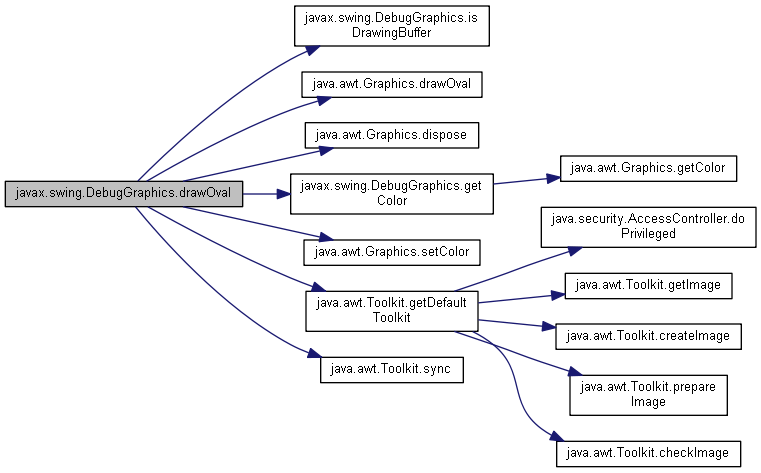 javax.swing.DebugGraphics.is
DrawingBuffer
java.awt.Graphics.drawOval
java.awt.Graphics.dispose
javax.swing.DebugGraphics.drawOval
javax.swing.DebugGraphics.get
Color
java.awt.Graphics.getColor
java.awt.Graphics.setColor
java.awt.Toolkit.getDefault
Toolkit
java.awt.Toolkit.sync
java.security.AccessController.do
Privileged
java.awt.Toolkit.getImage
java.awt.Toolkit.createImage
java.awt.Toolkit.prepare
Image
java.awt.Toolkit.checkImage